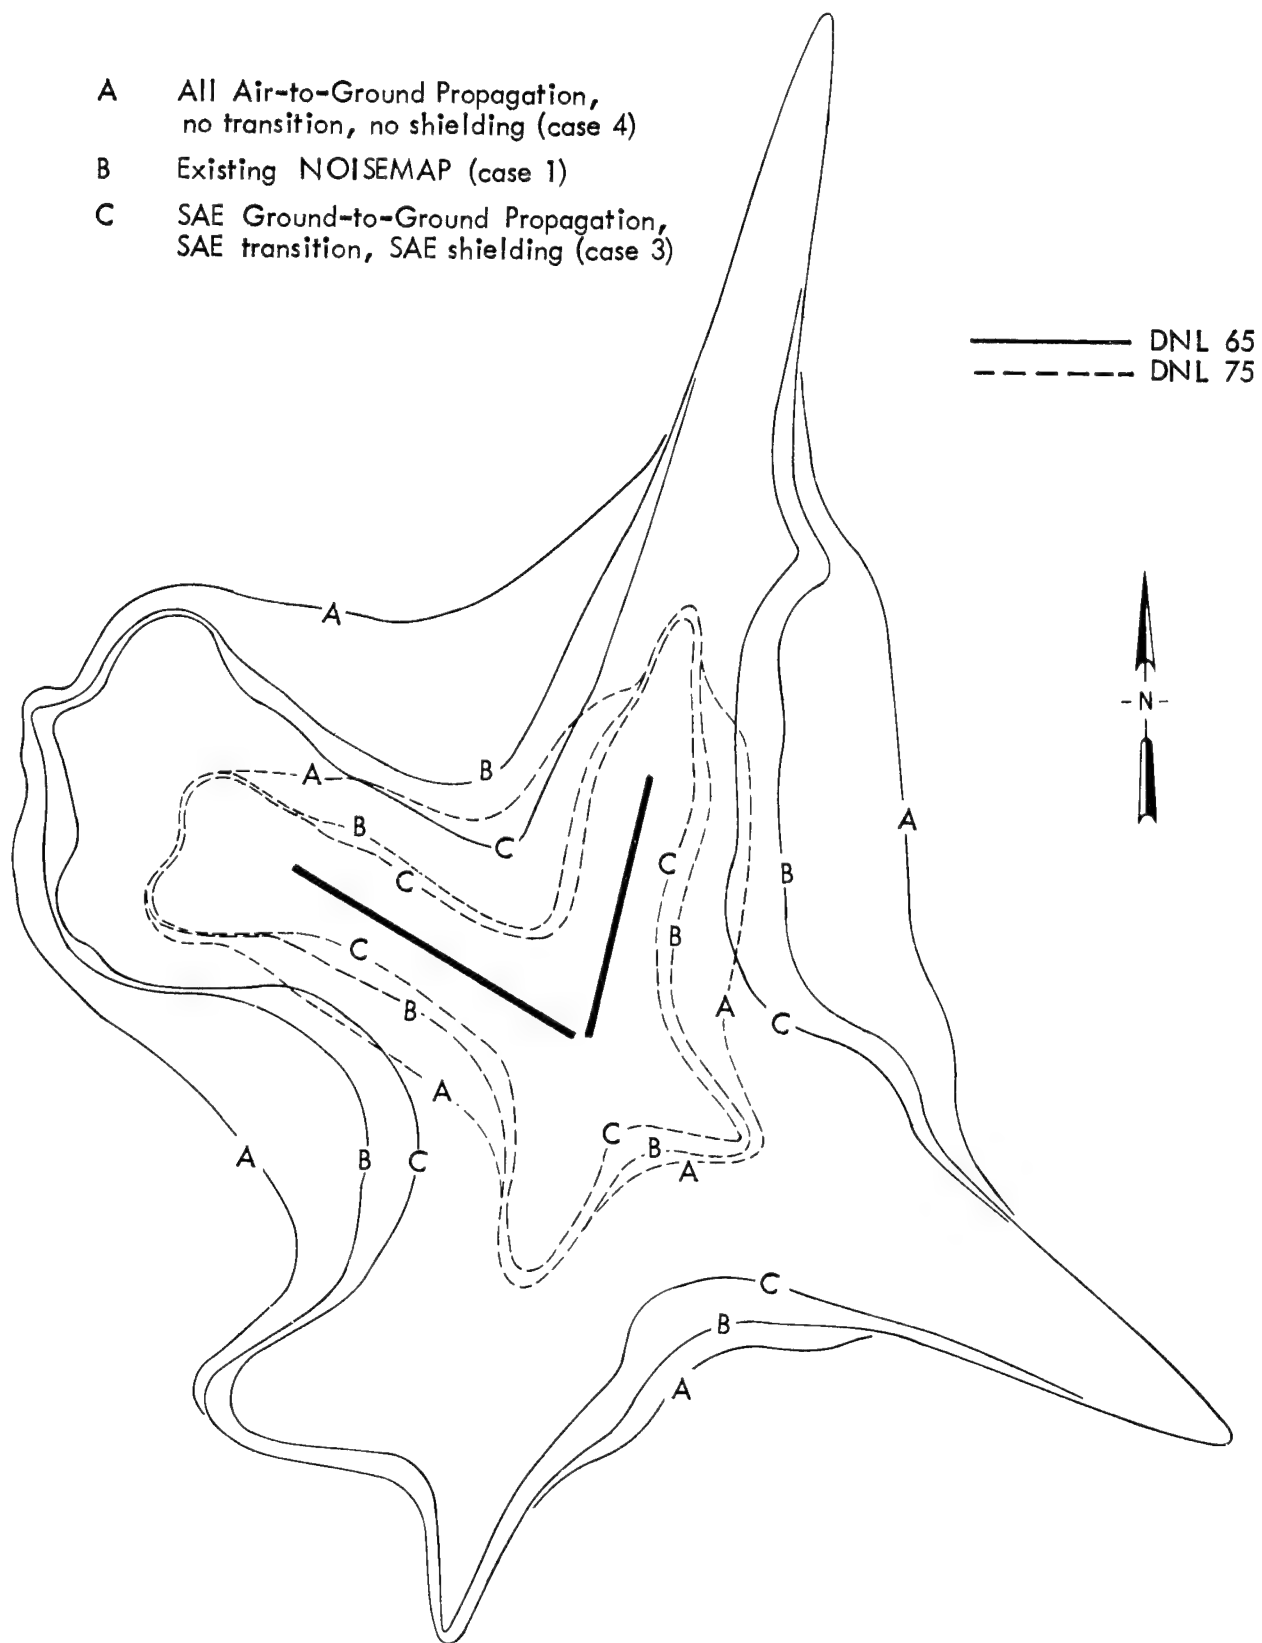 A All Air-to-Ground Propagation,
no transition, no shielding (case 4)
B Existing NOISEMAP (case 1)
C SAE Ground-to-Ground Propagation,
SAE transition, SAE shielding (case 3)
DNL 65
DNL 75
A
-N-
B
A
C
A
B
C
B
C
C
B
A
C
B
A
C
A
B
C
B
A
C
B
A